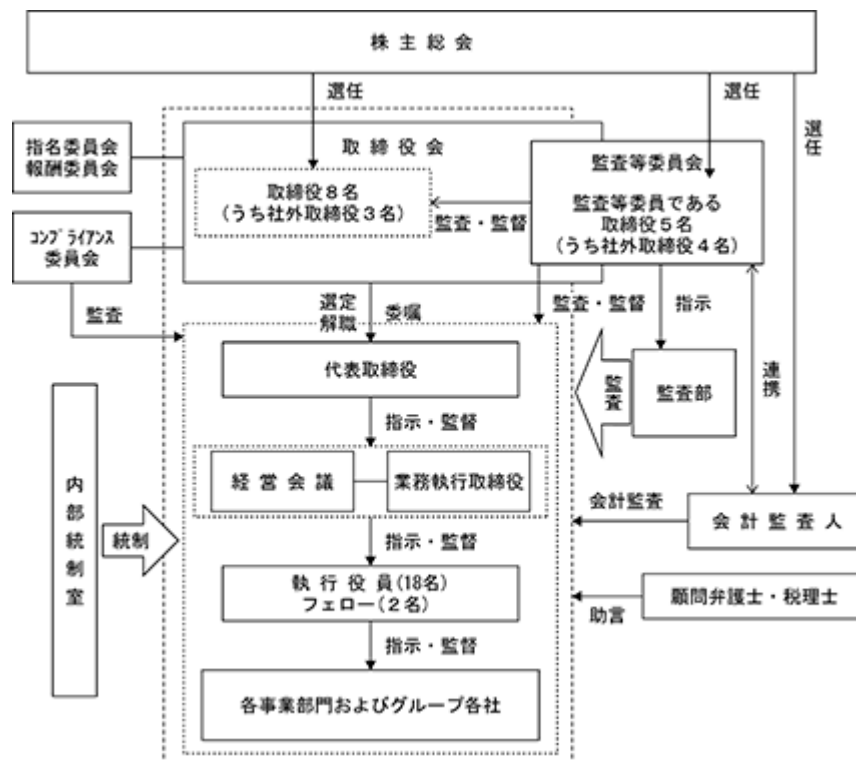 株主総会
選任
選任
選任
指名委員会
報酬委員会
取締役会
監査等委員会
取締役８名
（うち社外取締役３名）
監査・監督
監査等委員である
取締役５名
（うち社外取締役４名）
ｺﾝﾌﾟﾗｲｱﾝｽ
委員会
監査
選定
解職
委嘱
監査・監督
指示
代表取締役
監査
監査部
連携
指示・監督
経営会議
業務執行取締役
内部統制室
統制
会計監査
会計監査人
指示・監督
執行役員(18名)
フェロー(２名)
助言
顧問弁護士・税理士
指示・監督
各事業部門およびグループ各社